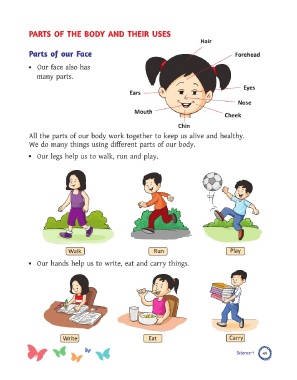 PARTS OF THE BODY AND THEIR USES
Parts of our Face
• Our face also has
many parts.
Hair
Forehead
Eyes
Ears
Nose
Mouth
Cheek
Chin
All the parts of our body work together to keep us alive and healthy.
We do many things using different parts of our body.
• Our legs help us to walk, run and play.
Walk
Run
Play
• Our hands help us to write, eat and carry things.
Write
Eat
Carry